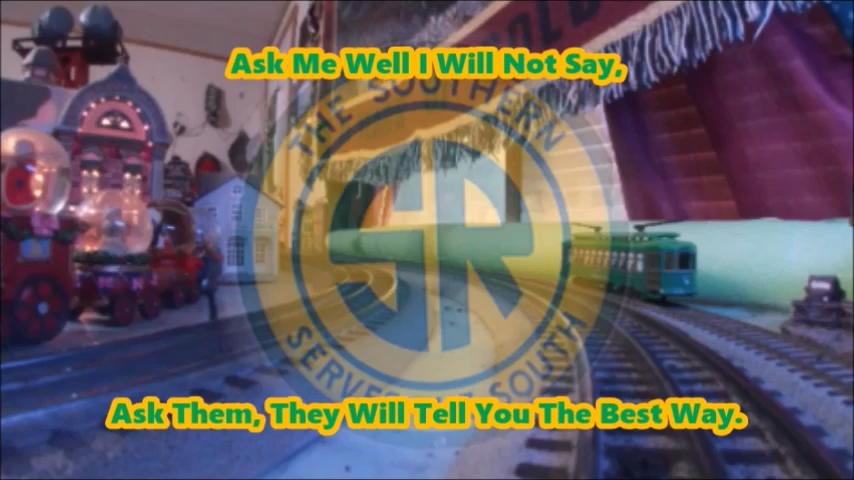 Ask Me Well I Will Not Say,
THE SOUTHERN
SR
SERVES THE SOUTH
Ask Them, They Will Tell You The Best Way.